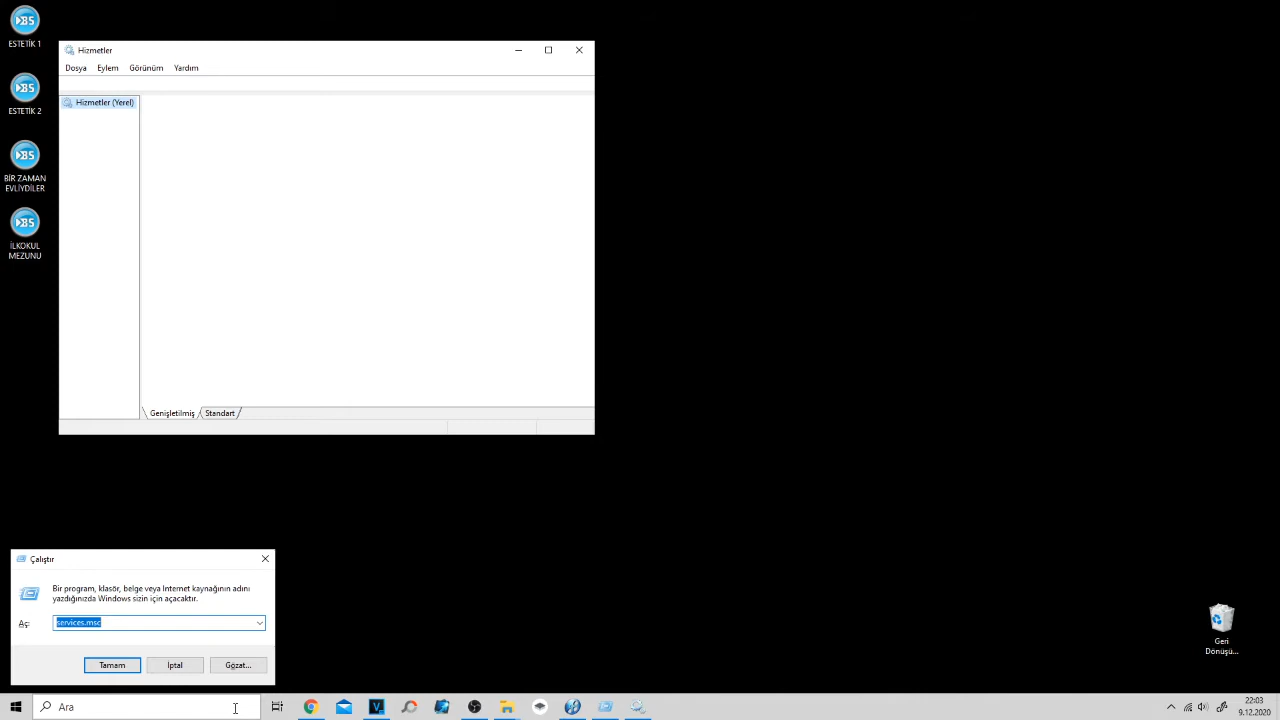 ESTETİK 1
ESTETİK 2
BİR ZAMAN
EVLİYDİLER
İLKOKUL
MEZUNU
Hizmetler
Dosya Eylem Görünüm Yardım
Hizmetler (Yerel)
Genişletilmiş Standart
Çalıştır
Bir program, klasör, belge veya Internet kaynağının adını
yazdığınızda Windows sizin için açacaktır.
Aç: services.msc
Tamam İptal Gözat...
Geri
Dönüşü...
Ara
22:03
9.12.2020